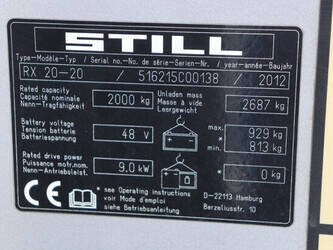 STILL
Type-Modèle-Typ / Serial no.-No. de série-Serien-Nr. / year-année-Baujahr
RX 20-20 / 516215C00138 / 2012
Rated capacity
Capacité nominale
Nenn-Tragfähigkeit
2000 kg
Unladen mass
Masse à vide
Leergewicht
2687 kg
Battery voltage
Tension batterie
Batteriespannung
48 V
max. 929 kg
* min. 813 kg
Rated drive power
Puissance motr.nom.
Nenn-Antriebsleist.
9.0 kW
* 0 kg
CE
* see Operating instructions
voir Mode d'emploi
siehe Betriebsanleitung
D-22113 Hamburg
Berzeliusstr. 10